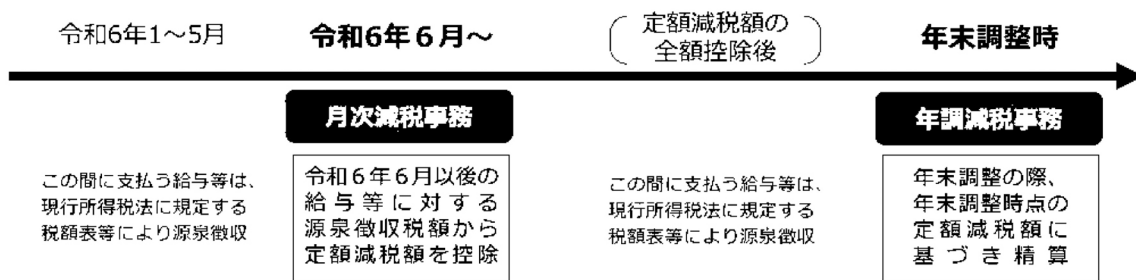 令和6年1～5月
令和6年６月～
定額減税額の
全額控除後
年末調整時
月次減税事務
年調減税事務
この間に支払う給与等は、
現行所得税法に規定する
税額表等により源泉徴収
令和６年６月以後の
給与等に対する
源泉徴収税額から
定額減税額を控除
この間に支払う給与等は、
現行所得税法に規定する
税額表等により源泉徴収
年末調整の際、
年末調整時点の
定額減税額に
基づき精算